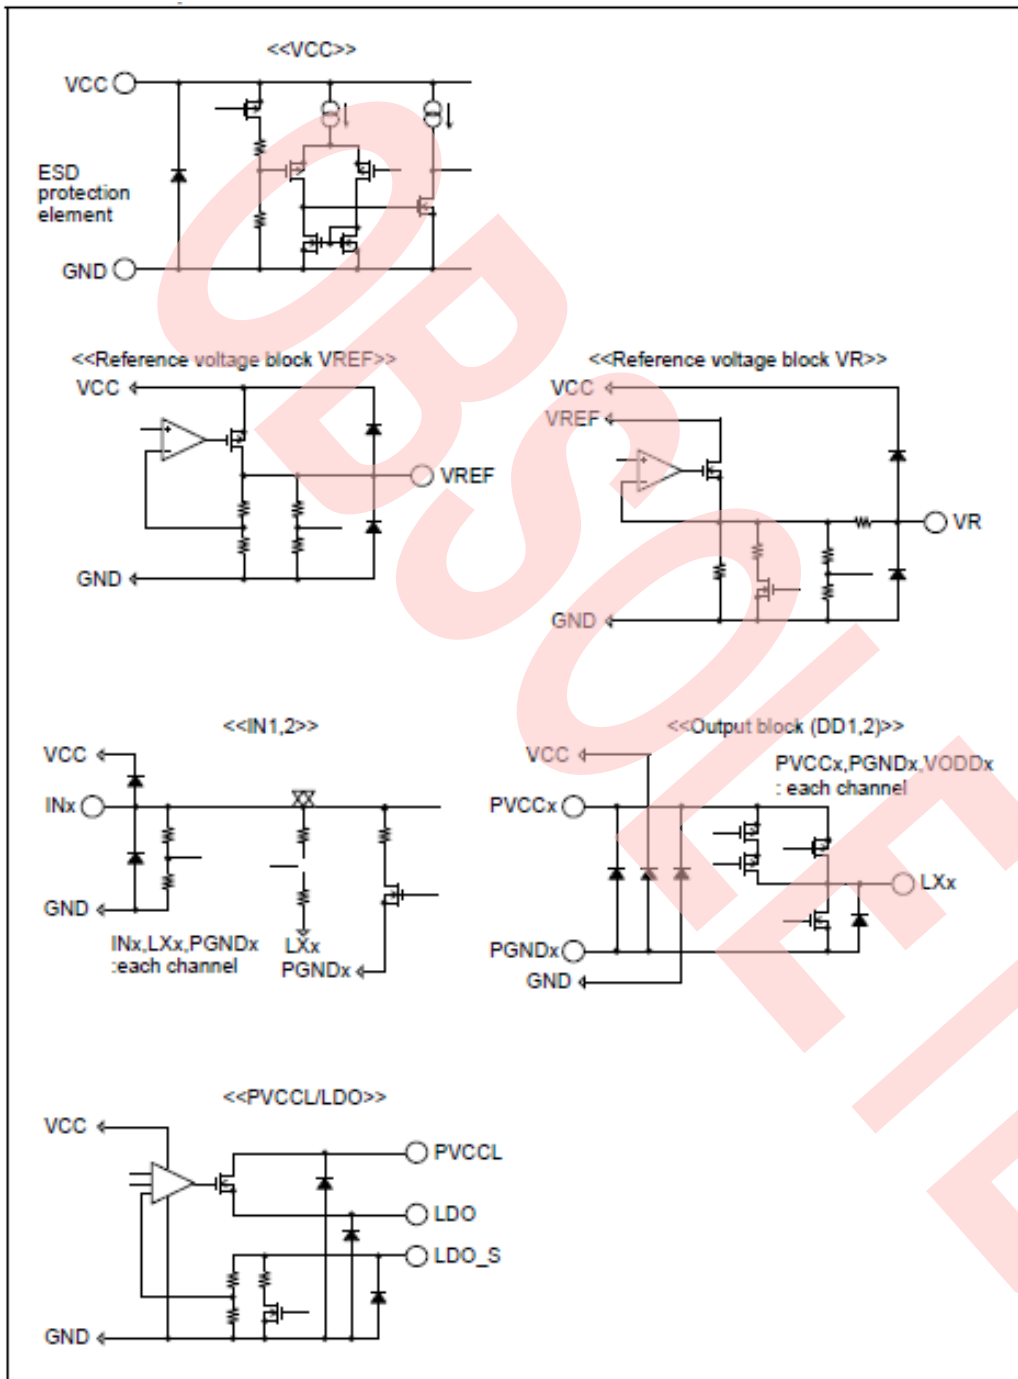 <<VCC>>
VCC
ESD
protection
element
GND
<<Reference voltage block VREF>>
VCC
VREF
GND
<<Reference voltage block VR>>
VCC
VREF
VR
GND
<<IN1,2>>
VCC
INx
GND
INx,LXx,PGNDx
:each channel
LXx
PGNDx
<<Output block (DD1,2)>>
VCC
PVCCx,PGNDx,VODDx
: each channel
PVCCx
LXx
PGNDx
GND
<<PVCCL/LDO>>
VCC
PVCCL
LDO
LDO_S
GND
OBSOLETE